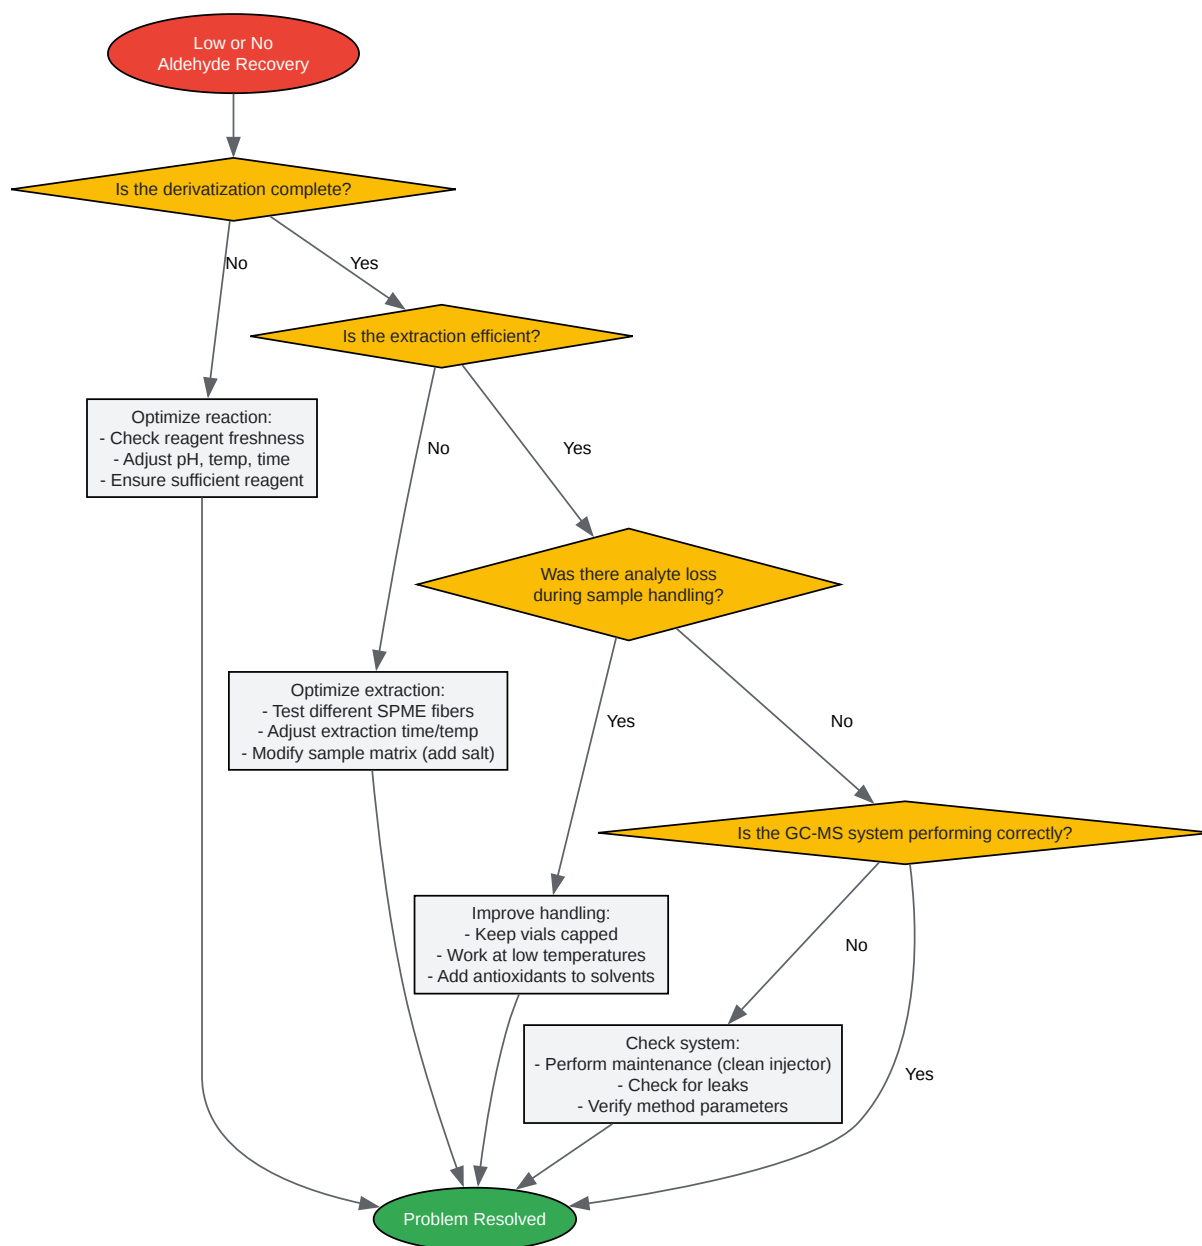 Low or No
Aldehyde Recovery
Is the derivatization complete?
No
Yes
Is the extraction efficient?
Optimize reaction:
- Check reagent freshness
- Adjust pH, temp, time
- Ensure sufficient reagent
No
Yes
Was there analyte loss
during sample handling?
Optimize extraction:
- Test different SPME fibers
- Adjust extraction time/temp
- Modify sample matrix (add salt)
Yes
No
Is the GC-MS system performing correctly?
Improve handling:
- Keep vials capped
- Work at low temperatures
- Add antioxidants to solvents
No
Check system:
- Perform maintenance (clean injector)
- Check for leaks
- Verify method parameters
Yes
Problem Resolved